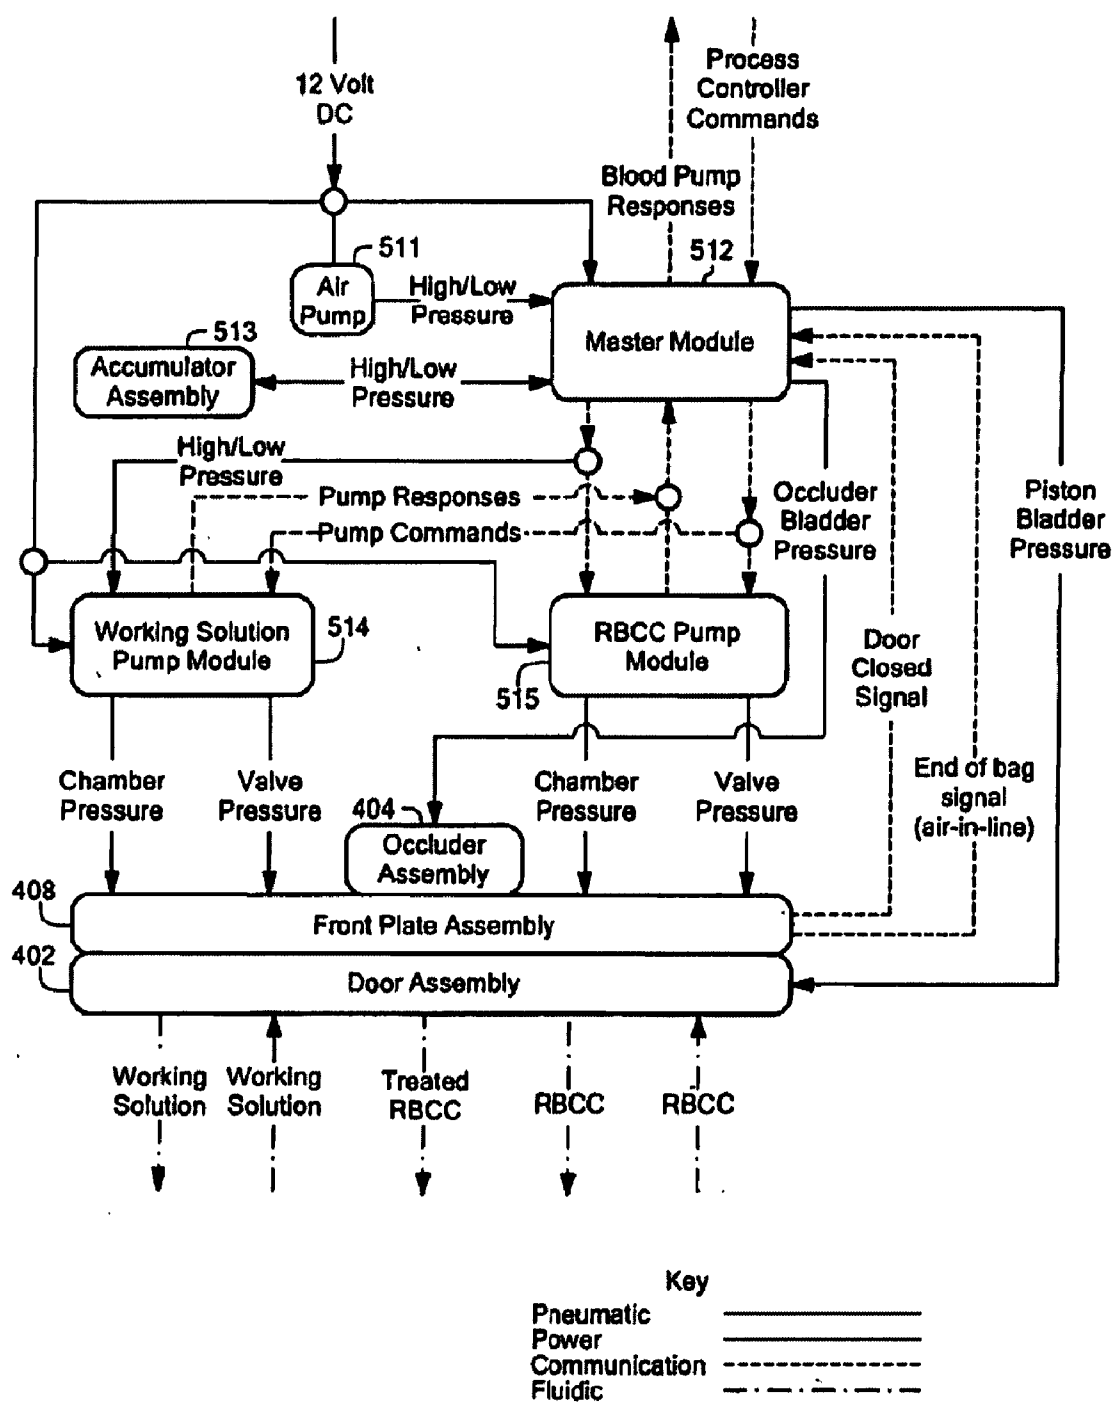 12 Volt
DC
Process
Controller
Commands
Blood Pump
Responses
511
512
Air
Pump
High/Low
Pressure
Master Module
513
Accumulator
Assembly
High/Low
Pressure
High/Low
Pressure
Pump Responses
Pump Commands
Occluder
Bladder
Pressure
Piston
Bladder
Pressure
Working Solution
Pump Module
514
RBCC Pump
Module
515
Door
Closed
Signal
Chamber
Pressure
Valve
Pressure
Chamber
Pressure
Valve
Pressure
End of bag
signal
(air-in-line)
404
Occluder
Assembly
408
Front Plate Assembly
402
Door Assembly
Working
Solution
Working
Solution
Treated
RBCC
RBCC
RBCC
Key
Pneumatic
Power
Communication
Fluidic